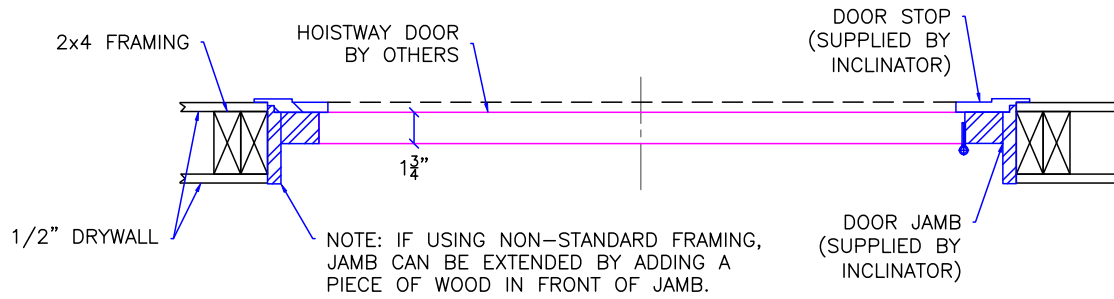 2x4 FRAMING
HOISTWAY DOOR
BY OTHERS
DOOR STOP
(SUPPLIED BY
INCLINATOR)
1 3/4"
1/2" DRYWALL
NOTE: IF USING NON-STANDARD FRAMING,
JAMB CAN BE EXTENDED BY ADDING A
PIECE OF WOOD IN FRONT OF JAMB.
DOOR JAMB
(SUPPLIED BY
INCLINATOR)